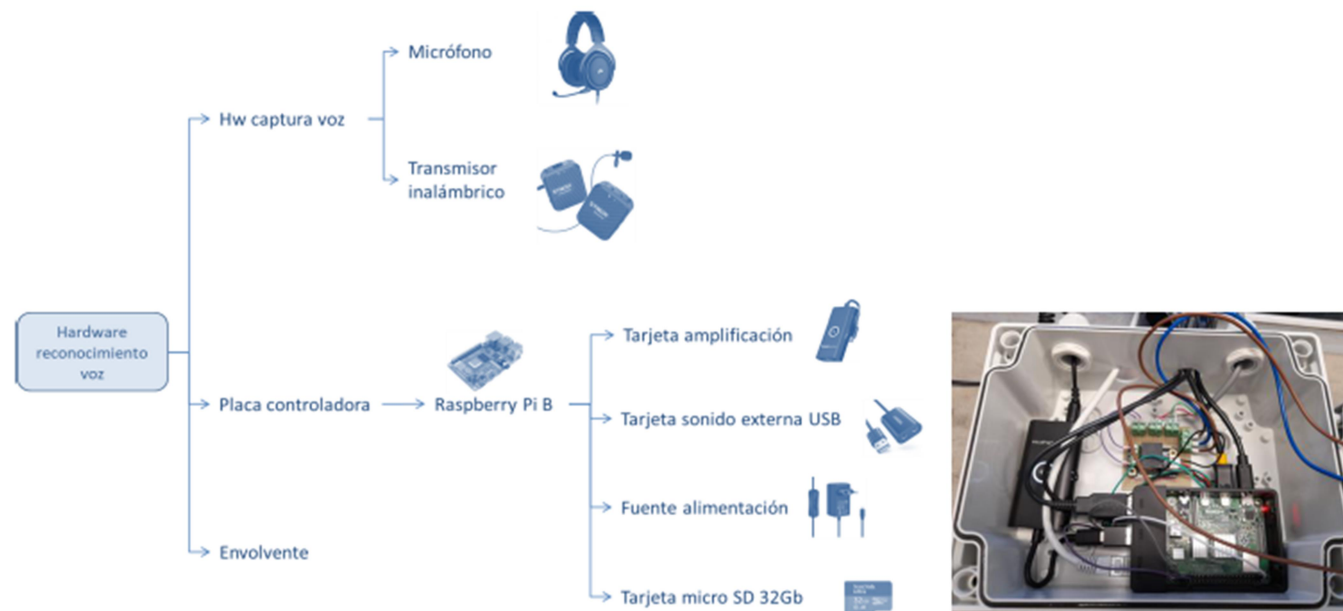 Micrófono
Hw captura voz
Transmisor
inalámbrico
Hardware
reconocimiento
voz
Tarjeta amplificación
Placa controladora
Raspberry Pi B
Tarjeta sonido externa USB
Fuente alimentación
Envolvente
Tarjeta micro SD 32Gb